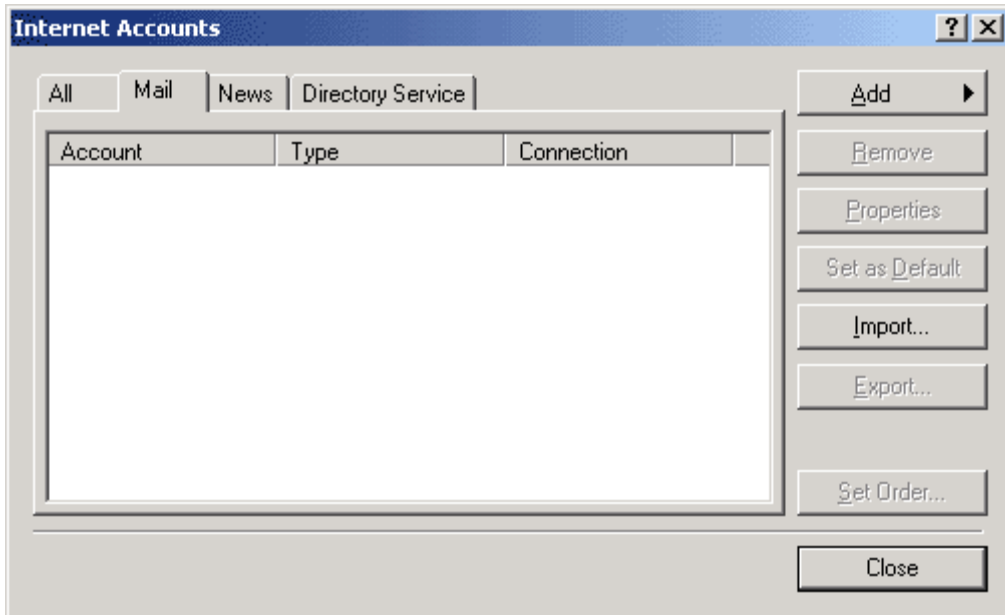 Internet Accounts
All Mail News Directory Service
Account Type Connection
Add
Remove
Properties
Set as Default
Import...
Export...
Set Order...
Close